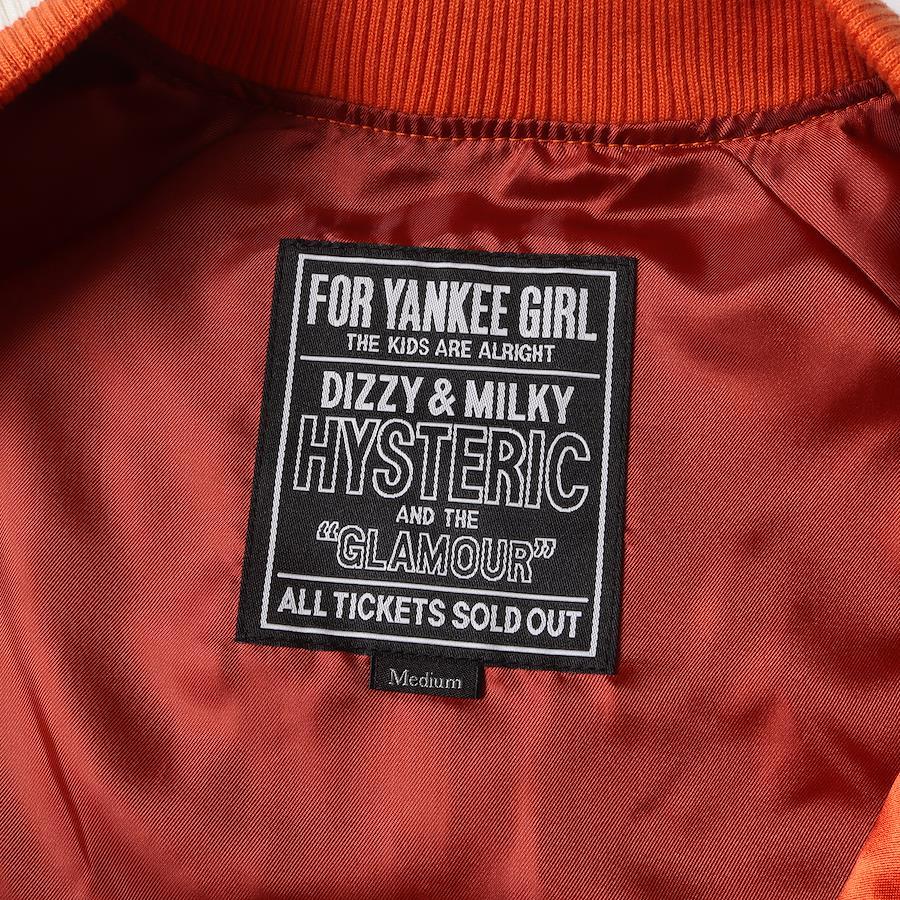 FOR YANKEE GIRL
THE KIDS ARE ALRIGHT
DIZZY & MILKY
HYSTERIC
AND THE
“GLAMOUR”
ALL TICKETS SOLD OUT
Medium